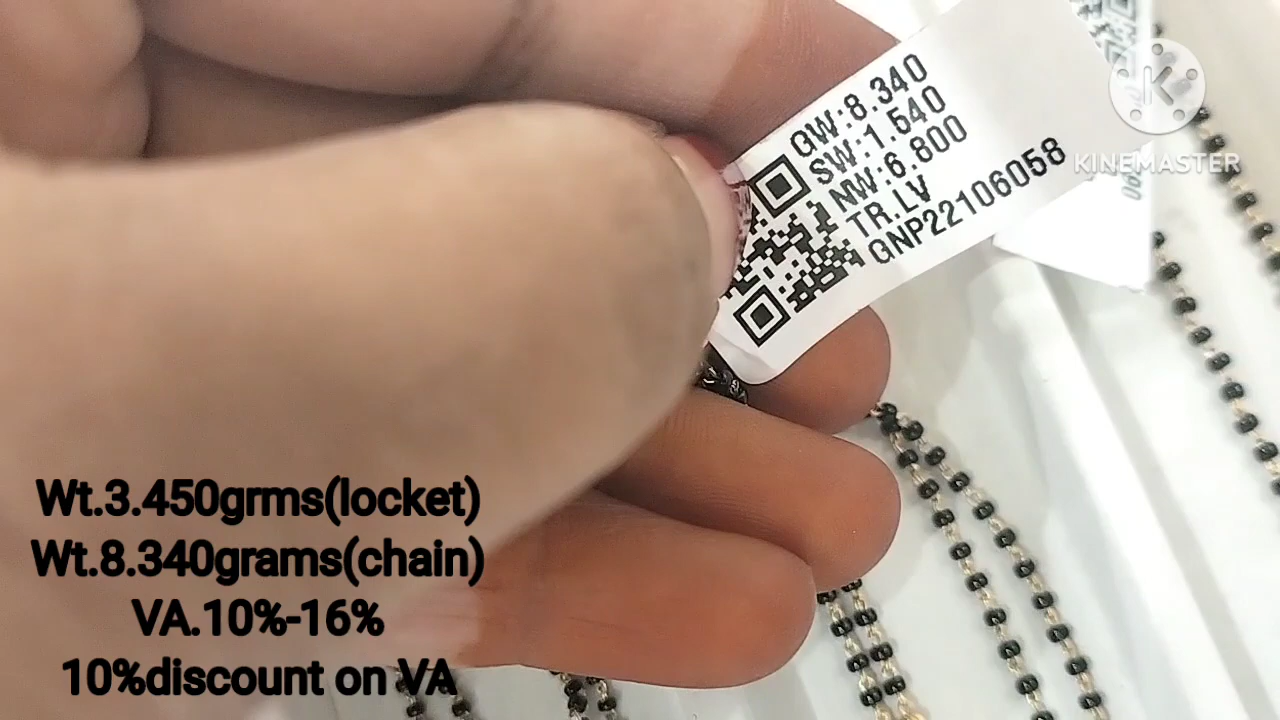 GW:8.340
SW:1.540
NW:6.800
TR.LV
GNP22106058
KINEMASTER
Wt.3.450grms(locket)
Wt.8.340grams(chain)
VA.10%-16%
10%discount on VA